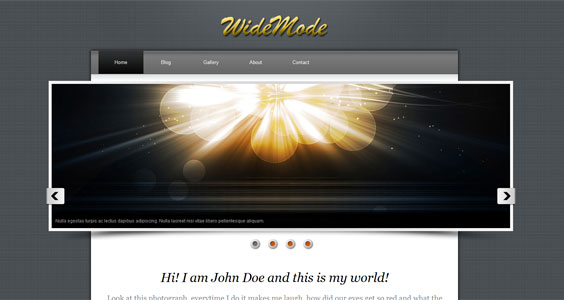 WideMode
Home Blog Gallery About Contact
Nulla egestas turpis ac lectus dapibus adipiscing. Nulla laoreet nisi vitae libero pellentesque aliquam.
Hi! I am John Doe and this is my world!
Look at this photograph, everytime I do it makes me laugh, how did our eyes get so red and what the